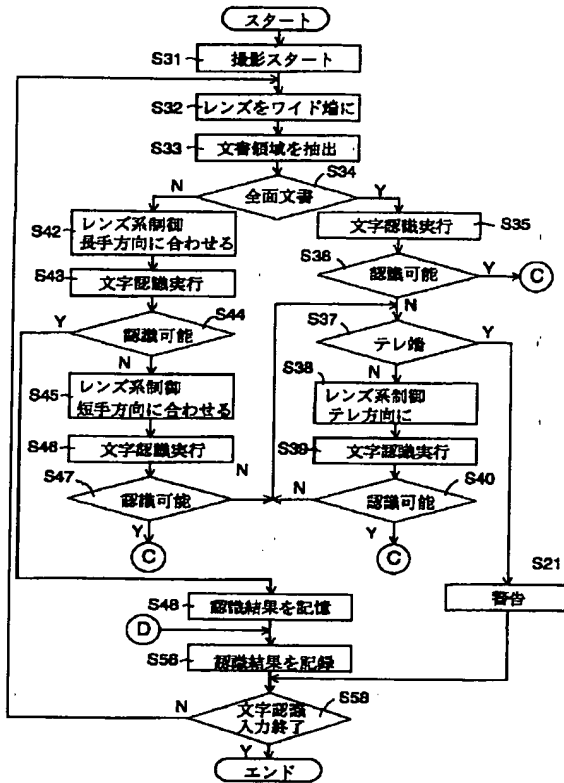 スタート
S31
撮影スタート
S32
レンズをワイド端に
S33
文書領域を抽出
S34
N
全面文書
Y
S42
レンズ系制御
長手方向に合わせる
文字認識実行
S35
S43
文字認識実行
S36
認識可能
Y
C
S44
N
Y
認識可能
S37
テレ端
Y
N
N
S45
レンズ系制御
短手方向に合わせる
S38
レンズ系制御
テレ方向に
S46
文字認識実行
S39
文字認識実行
S47
認識可能
N
N
認識可能
S40
Y
C
Y
C
S21
警告
S48
認識結果を記憶
D
S56
認識結果を記録
N
文字認識
入力終了
S58
Y
エンド